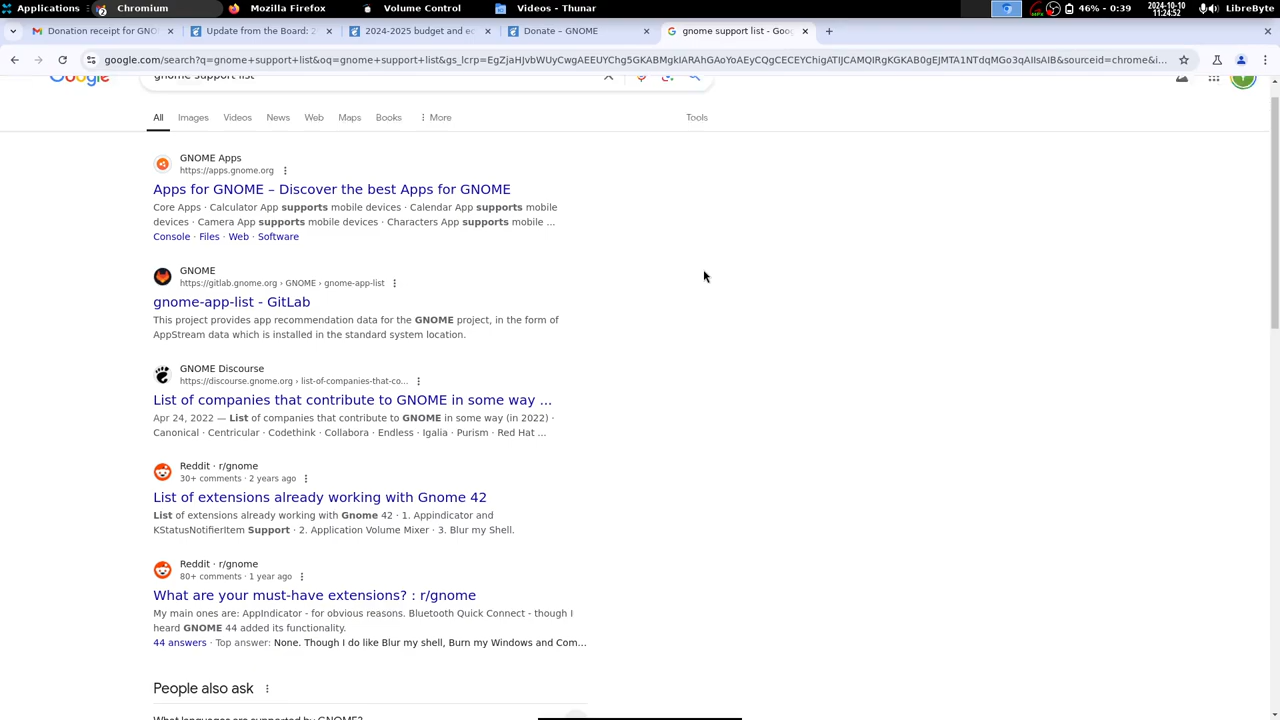 Applications
2
Chromium
Mozilla Firefox
Volume Control
Videos - Thunar
46% - 0:39
2024-10-10
11:24:52
LibreByte
Donation receipt for GNO
Update from the Board: 2
2024-2025 budget and ec
Donate – GNOME
gnome support list - Goo
google.com/search?q=gnome+support+list&oq=gnome+support+list&gs_lcrp=EgZjaHJvbWUyCwgAEEUYChg5GKABMgkIARAhGAoYoAEyCQgCECEYChigATIJCAMQIRgKGKAB0gEJMTA1NTdqMGo3qAIIsAIB&sourceid=chrome&i...
Google
gnome support list
All
Images
Videos
News
Web
Maps
Books
More
Tools
GNOME Apps
https://apps.gnome.org
Apps for GNOME – Discover the best Apps for GNOME
Core Apps · Calculator App supports mobile devices · Calendar App supports mobile
devices · Camera App supports mobile devices · Characters App supports mobile ...
Console · Files · Web · Software
GNOME
https://gitlab.gnome.org › GNOME › gnome-app-list
gnome-app-list - GitLab
This project provides app recommendation data for the GNOME project, in the form of
AppStream data which is installed in the standard system location.
GNOME Discourse
https://discourse.gnome.org › list-of-companies-that-co...
List of companies that contribute to GNOME in some way ...
Apr 24, 2022 — List of companies that contribute to GNOME in some way (in 2022) ·
Canonical · Centricular · Codethink · Collabora · Endless · Igalia · Purism · Red Hat ...
Reddit · r/gnome
30+ comments · 2 years ago
List of extensions already working with Gnome 42
List of extensions already working with Gnome 42 · 1. Appindicator and
KStatusNotifierItem Support · 2. Application Volume Mixer · 3. Blur my Shell.
Reddit · r/gnome
80+ comments · 1 year ago
What are your must-have extensions? : r/gnome
My main ones are: AppIndicator - for obvious reasons. Bluetooth Quick Connect - though I
heard GNOME 44 added its functionality.
44 answers · Top answer: None. Though I do like Blur my shell, Burn my Windows and Com...
People also ask
What languages are supported by GNOME?